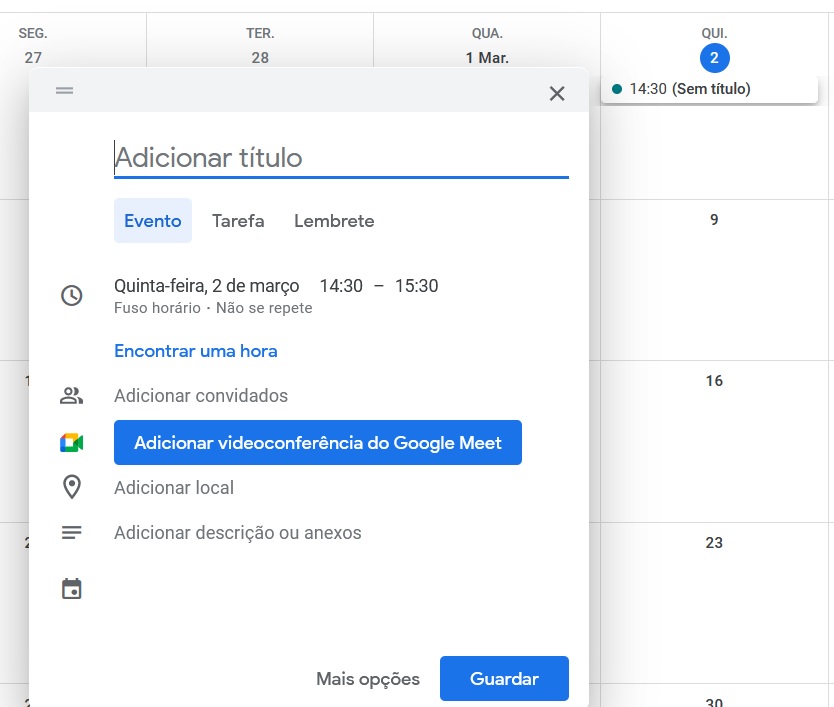 SEG. TER. QUA. QUI.
27 28 1 Mar. 2
14:30 (Sem título)
Adicionar título
Evento Tarefa Lembrete
Quinta-feira, 2 de março 14:30 – 15:30
Fuso horário · Não se repete
Encontrar uma hora
Adicionar convidados
Adicionar videoconferência do Google Meet
Adicionar local
Adicionar descrição ou anexos
Mais opções Guardar
9
16
23
30